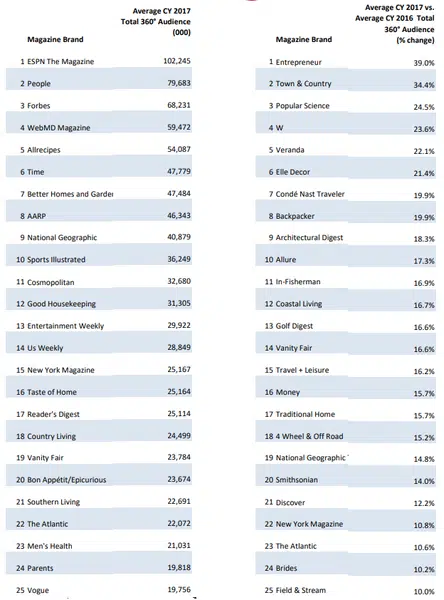 Average CY 2017
Total 360° Audience
(000)
Magazine Brand
1 ESPN The Magazine 102,245
2 People 79,683
3 Forbes 68,231
4 WebMD Magazine 59,472
5 Allrecipes 54,087
6 Time 47,779
7 Better Homes and Garden 47,484
8 AARP 46,343
9 National Geographic 40,879
10 Sports Illustrated 36,249
11 Cosmopolitan 32,680
12 Good Housekeeping 31,305
13 Entertainment Weekly 29,922
14 Us Weekly 28,849
15 New York Magazine 25,167
16 Taste of Home 25,164
17 Reader's Digest 25,114
18 Country Living 24,499
19 Vanity Fair 23,784
20 Bon Appétit/Epicurious 23,674
21 Southern Living 22,691
22 The Atlantic 22,072
23 Men's Health 21,031
24 Parents 19,818
25 Vogue 19,756
Average CY 2017 vs.
Average CY 2016 Total
360° Audience
(% change)
Magazine Brand
1 Entrepreneur 39.0%
2 Town & Country 34.4%
3 Popular Science 24.5%
4 W 23.6%
5 Veranda 22.1%
6 Elle Decor 21.4%
7 Condé Nast Traveler 19.9%
8 Backpacker 19.9%
9 Architectural Digest 18.3%
10 Allure 17.3%
11 In-Fisherman 16.9%
12 Coastal Living 16.7%
13 Golf Digest 16.6%
14 Vanity Fair 16.6%
15 Travel + Leisure 16.2%
16 Money 15.7%
17 Traditional Home 15.7%
18 4 Wheel & Off Road 15.2%
19 National Geographic 14.8%
20 Smithsonian 14.0%
21 Discover 12.2%
22 New York Magazine 10.8%
23 The Atlantic 10.6%
24 Brides 10.2%
25 Field & Stream 10.0%